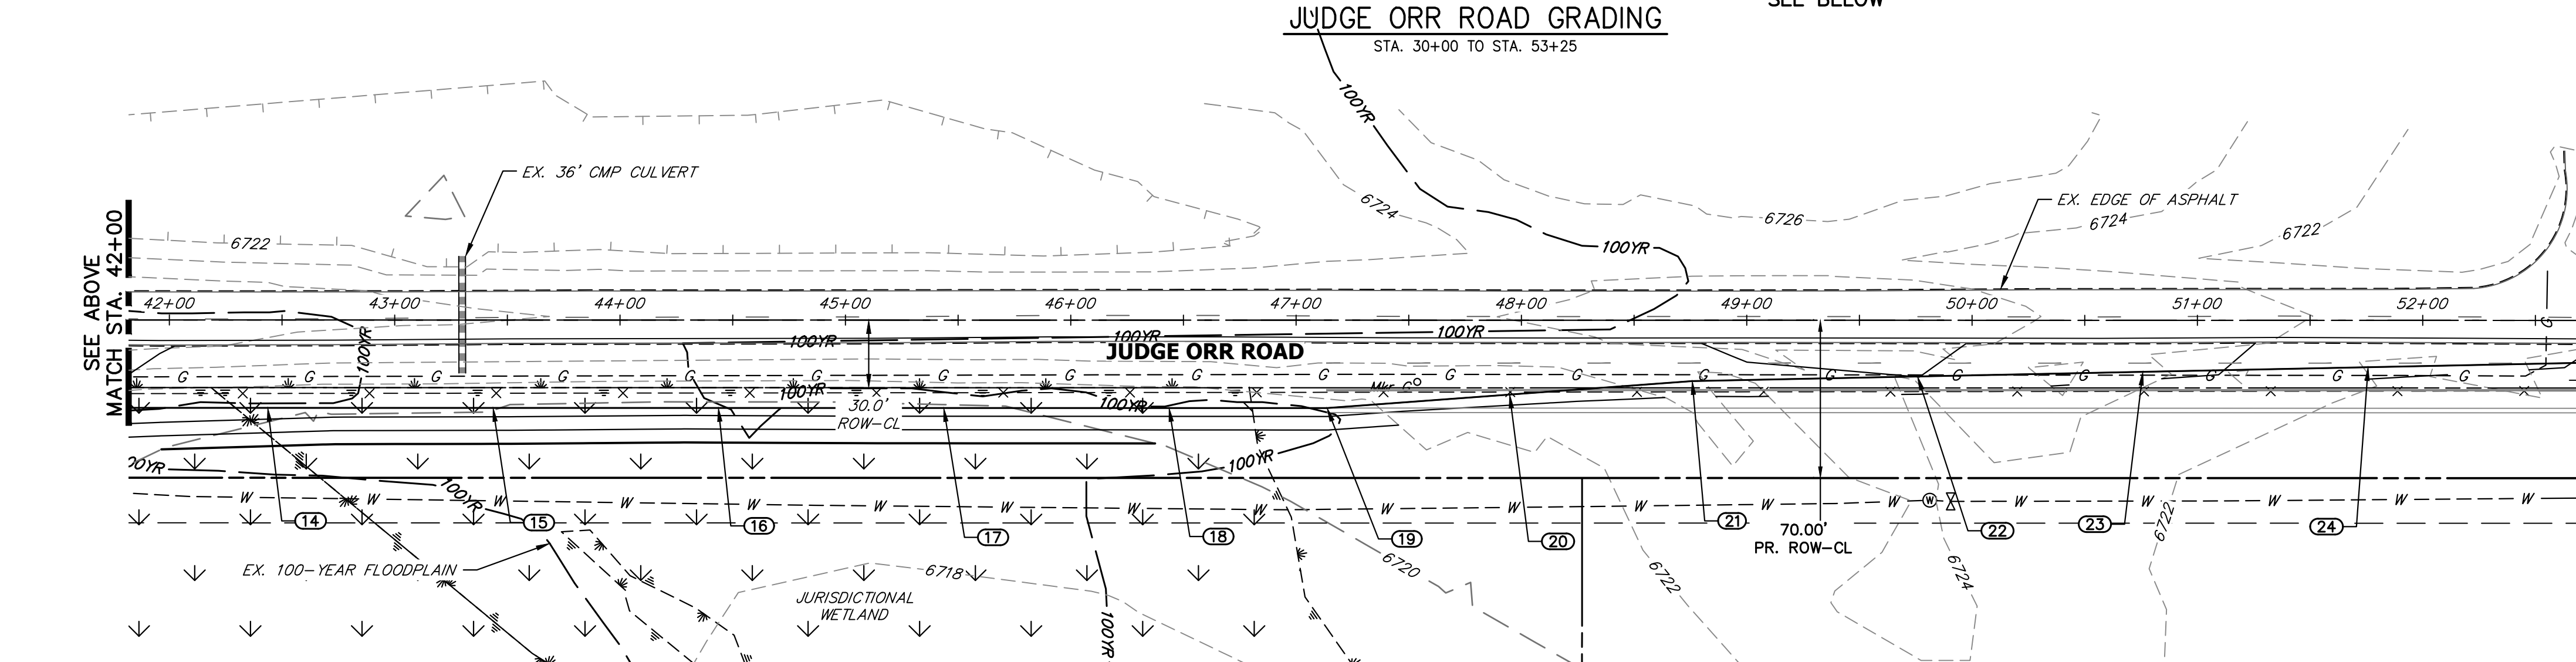 SEE BELOW
JUDGE ORR ROAD GRADING
STA. 30+00 TO STA. 53+25
100YR
EX. 36' CMP CULVERT
6724
6726
EX. EDGE OF ASPHALT
6724
6722
6722
100YR
SEE ABOVE
MATCH STA. 42+00
42+00
43+00
44+00
45+00
46+00
47+00
48+00
49+00
50+00
51+00
52+00
100YR
100YR
100YR
100YR
JUDGE ORR ROAD
G G G G G G G G G G G G G G G G G G G
G
100YR
100YR
30.0'
ROW-CL
100YR
100YR
W W W W W W W W W W W W W W W W W W W
W
14
15
16
17
18
19
20
21
22
23
24
70.00'
PR. ROW-CL
EX. 100-YEAR FLOODPLAIN
6718
6720
6722
6724
6722
JURISDICTIONAL
WETLAND
100YR